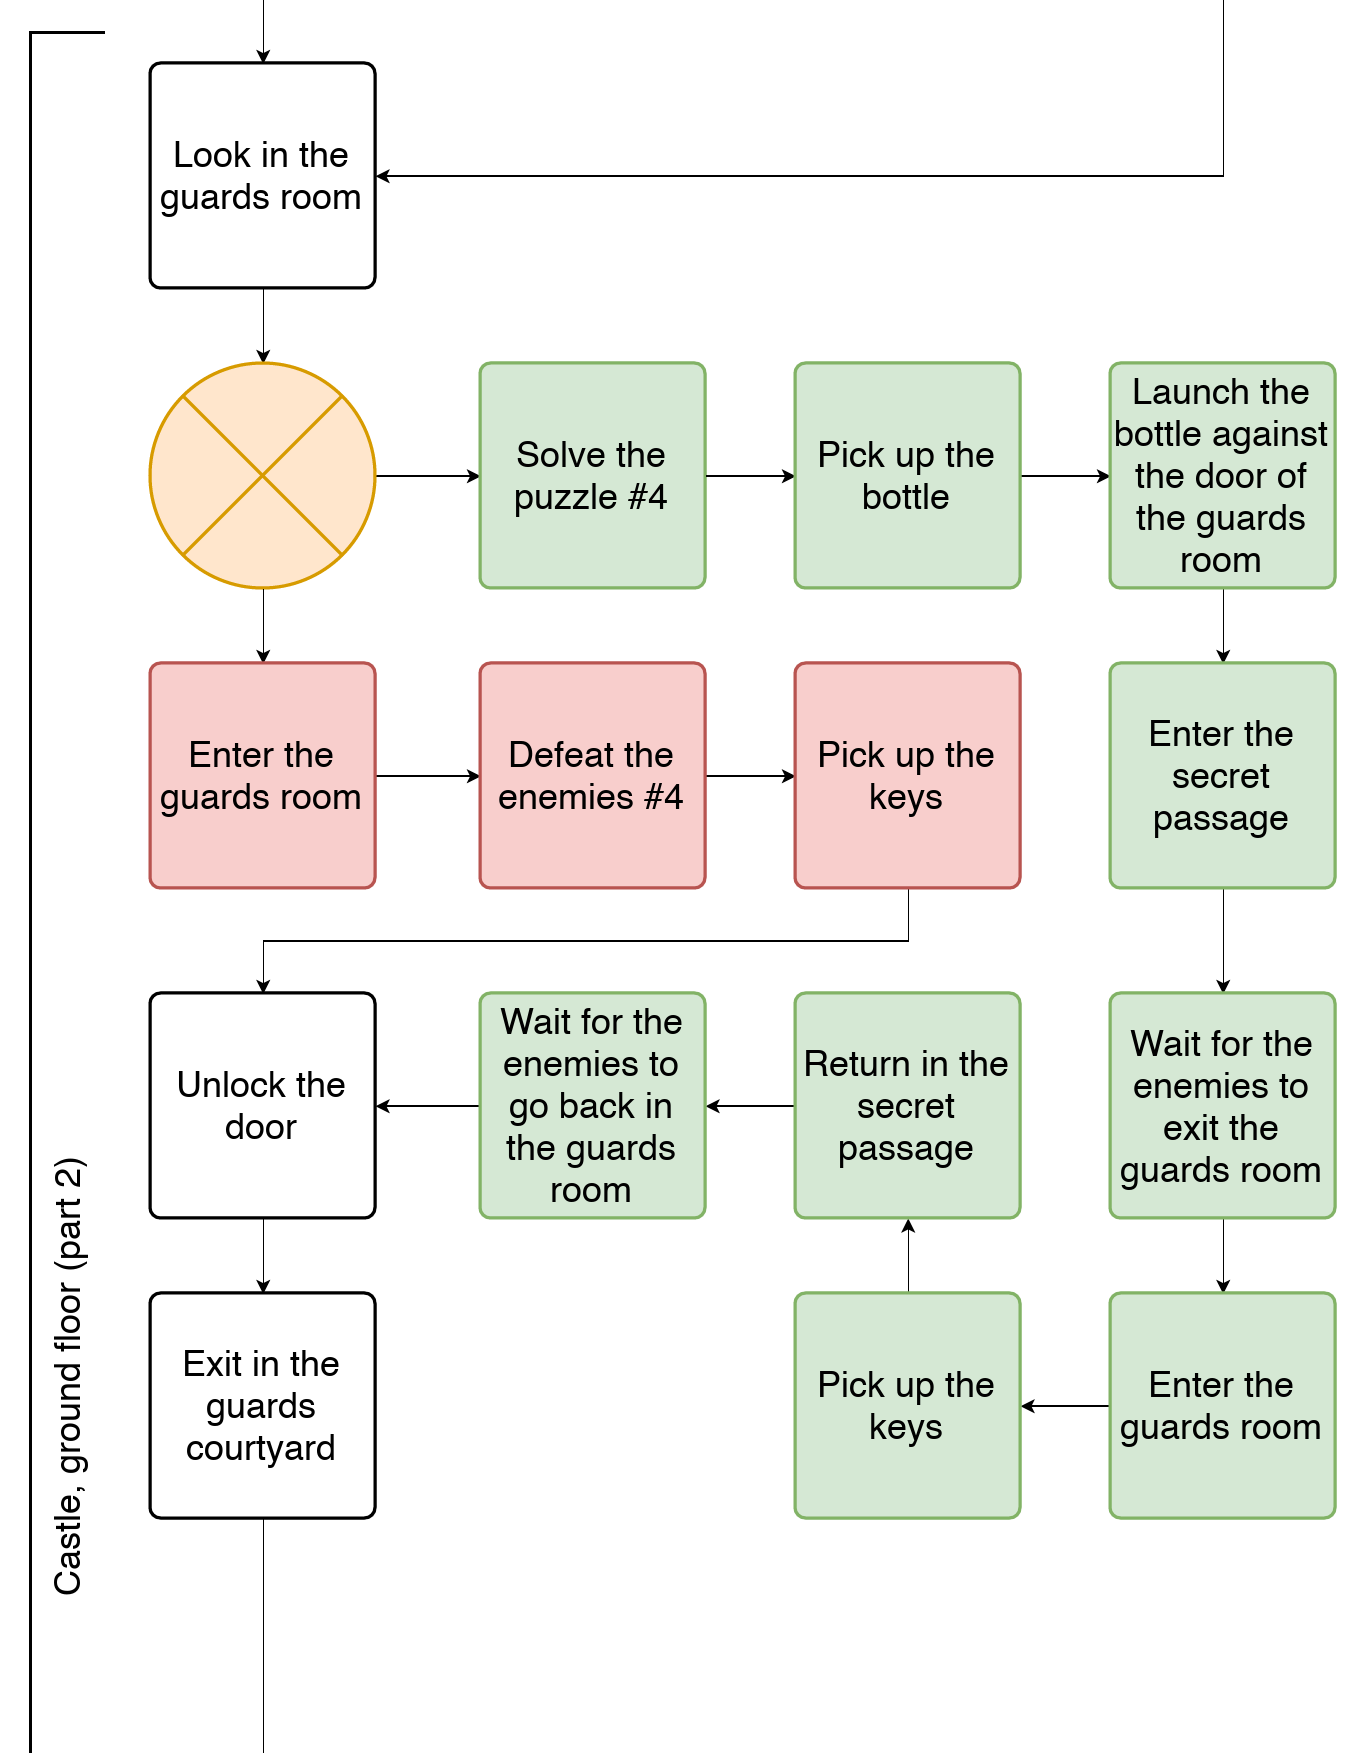 Look in the
guards room
Solve the
puzzle #4
Pick up the
bottle
Launch the
bottle against
the door of
the guards
room
Enter the
guards room
Defeat the
enemies #4
Pick up the
keys
Enter the
secret
passage
Unlock the
door
Wait for the
enemies to
go back in
the guards
room
Return in the
secret
passage
Wait for the
enemies to
exit the
guards room
Exit in the
guards
courtyard
Pick up the
keys
Enter the
guards room
Castle, ground floor (part 2)